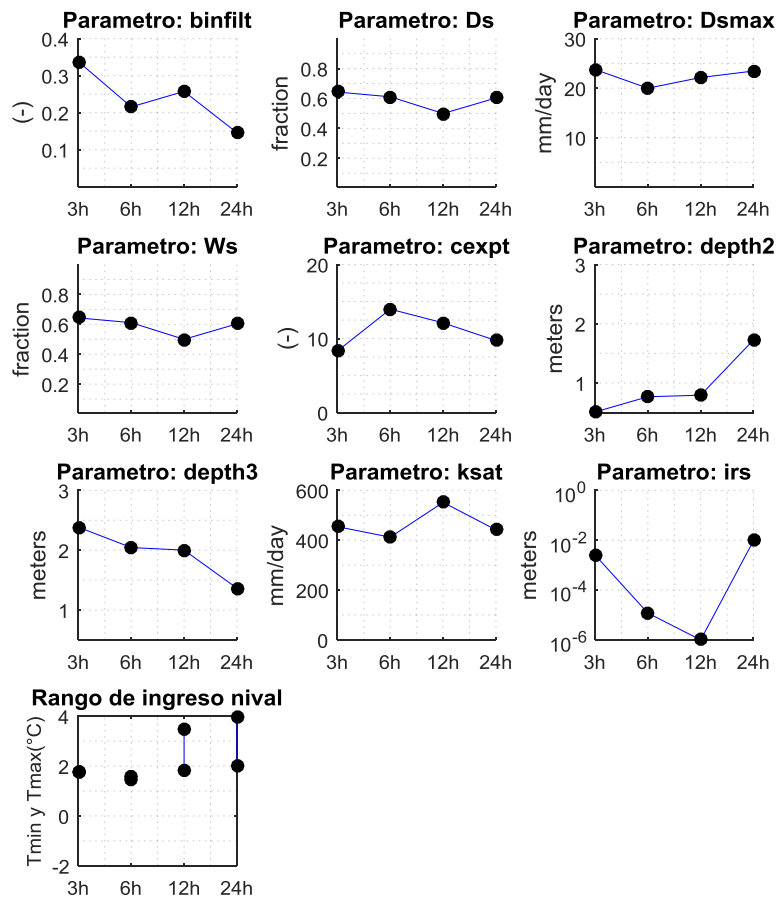 Parametro: binfilt
(-)
0.4
0.3
0.2
0.1
3h 6h 12h 24h
Parametro: Ds
fraction
0.8
0.6
0.4
0.2
3h 6h 12h 24h
Parametro: Dsmax
mm/day
30
20
10
3h 6h 12h 24h
Parametro: Ws
fraction
0.8
0.6
0.4
0.2
3h 6h 12h 24h
Parametro: cexpt
(-)
20
10
0
3h 6h 12h 24h
Parametro: depth2
meters
3
2
1
3h 6h 12h 24h
Parametro: depth3
meters
3
2
1
3h 6h 12h 24h
Parametro: ksat
mm/day
600
400
200
0
3h 6h 12h 24h
Parametro: irs
meters
10^0
10^-2
10^-4
10^-6
3h 6h 12h 24h
Rango de ingreso nival
Tmin y Tmax(°C)
4
2
0
-2
3h 6h 12h 24h